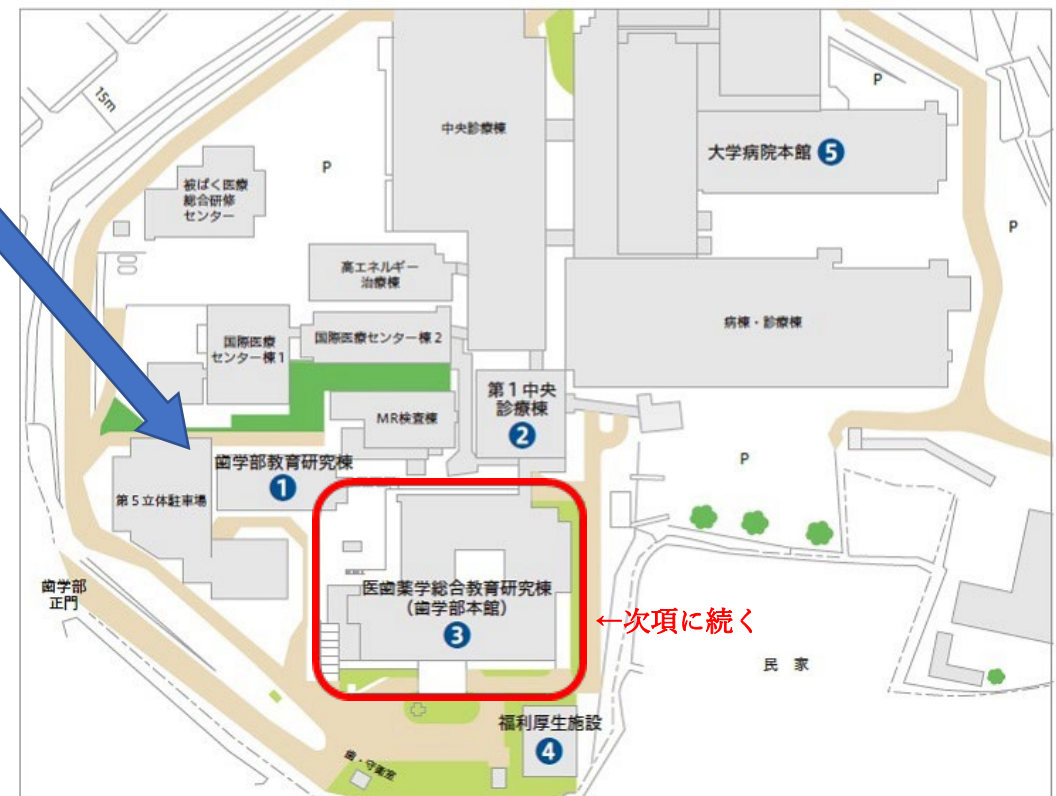 15m
P
中央診療棟
大学病院本館 5
P
被ばく医療
総合研修
センター
P
高エネルギー
治療棟
国際医療
センター棟1
国際医療センター棟2
病棟・診療棟
MR検査棟
第1中央
診療棟
2
歯学部教育研究棟
1
P
第5立体駐車場
歯学部
正門
医歯薬学総合教育研究棟
(歯学部本館)
3
←次項に続く
民 家
福利厚生施設
4
歯・守衛室